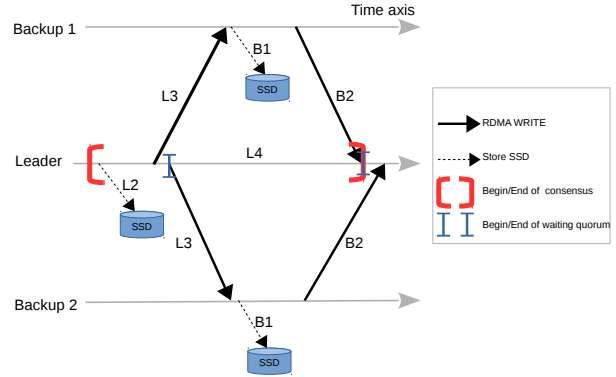 Time axis
Backup 1
B1
SSD
L3
B2
RDMA WRITE
Leader
L4
Store SSD
L2
Begin/End of consensus
SSD
Begin/End of waiting quorum
L3
B2
Backup 2
B1
SSD